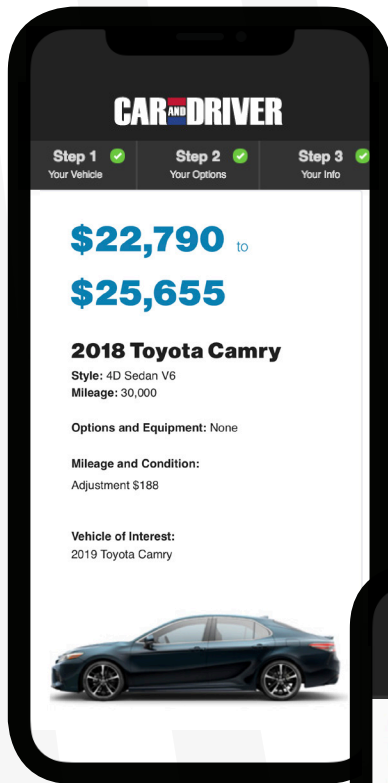 CAR AND DRIVER
Step 1 Step 2 Step 3
Your Vehicle Your Options Your Info
$22,790 to
$25,655
2018 Toyota Camry
Style: 4D Sedan V6
Mileage: 30,000
Options and Equipment: None
Mileage and Condition:
Adjustment $188
Vehicle of Interest:
2019 Toyota Camry